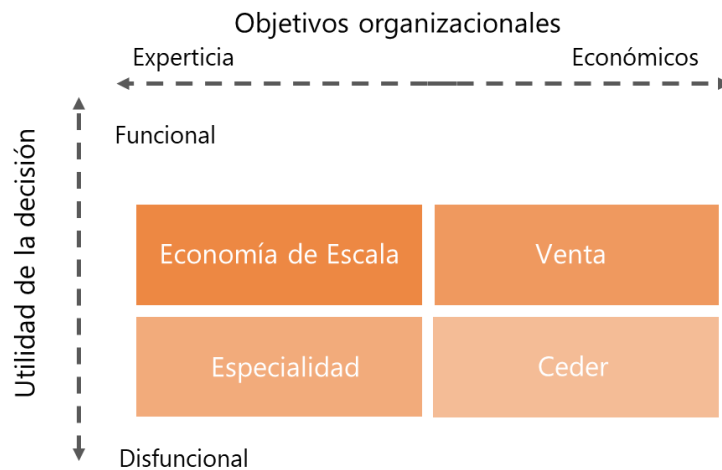 Objetivos organizacionales
Experticia
Económicos
Utilidad de la decisión
Funcional
Economía de Escala
Venta
Especialidad
Ceder
Disfuncional